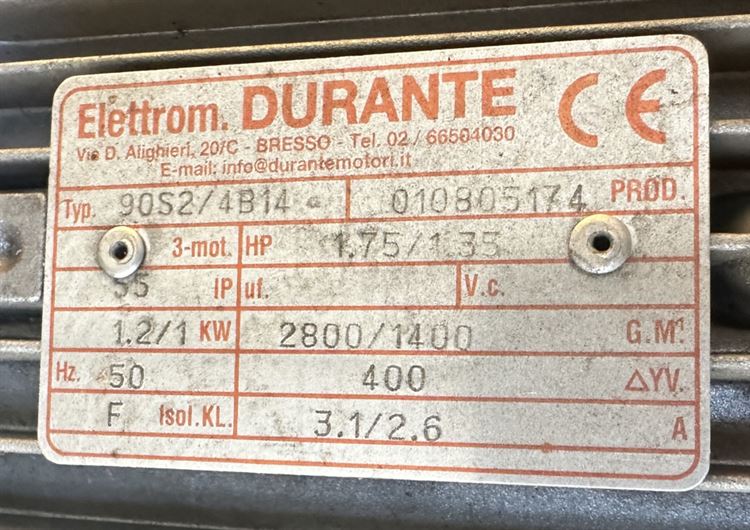 Elettrom. DURANTE CE
Via D. Alighieri, 20/C - BRESSO - Tel. 02/66504030
E-mail: info@durantemotori.it
Typ. 90S2/4B14 010805174 PROD.
3-mot. HP 1.75/1.35
55 IP uf. V.c.
1.2/1 KW 2800/1400 G.M¹.
Hz. 50 400 ΔYV.
F Isol.KL. 3.1/2.6 A